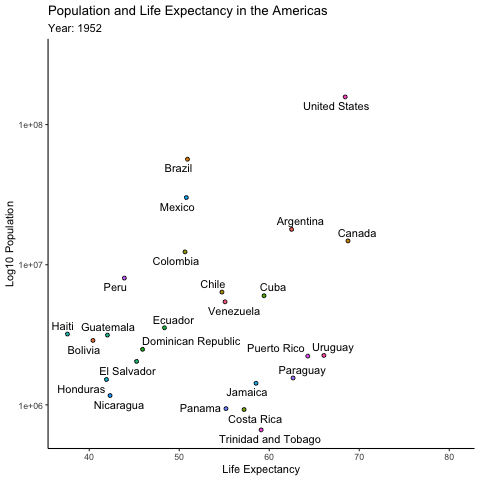 Population and Life Expectancy in the Americas
Year: 1952
United States
1e+08
Brazil
Mexico
Argentina
Canada
Colombia
1e+07
Peru
Chile
Cuba
Venezuela
Haiti
Guatemala
Ecuador
Bolivia
Dominican Republic
Puerto Rico
Uruguay
El Salvador
Paraguay
Honduras
Jamaica
Nicaragua
Panama
1e+06
Costa Rica
Trinidad and Tobago
Log10 Population
40 50 60 70 80
Life Expectancy